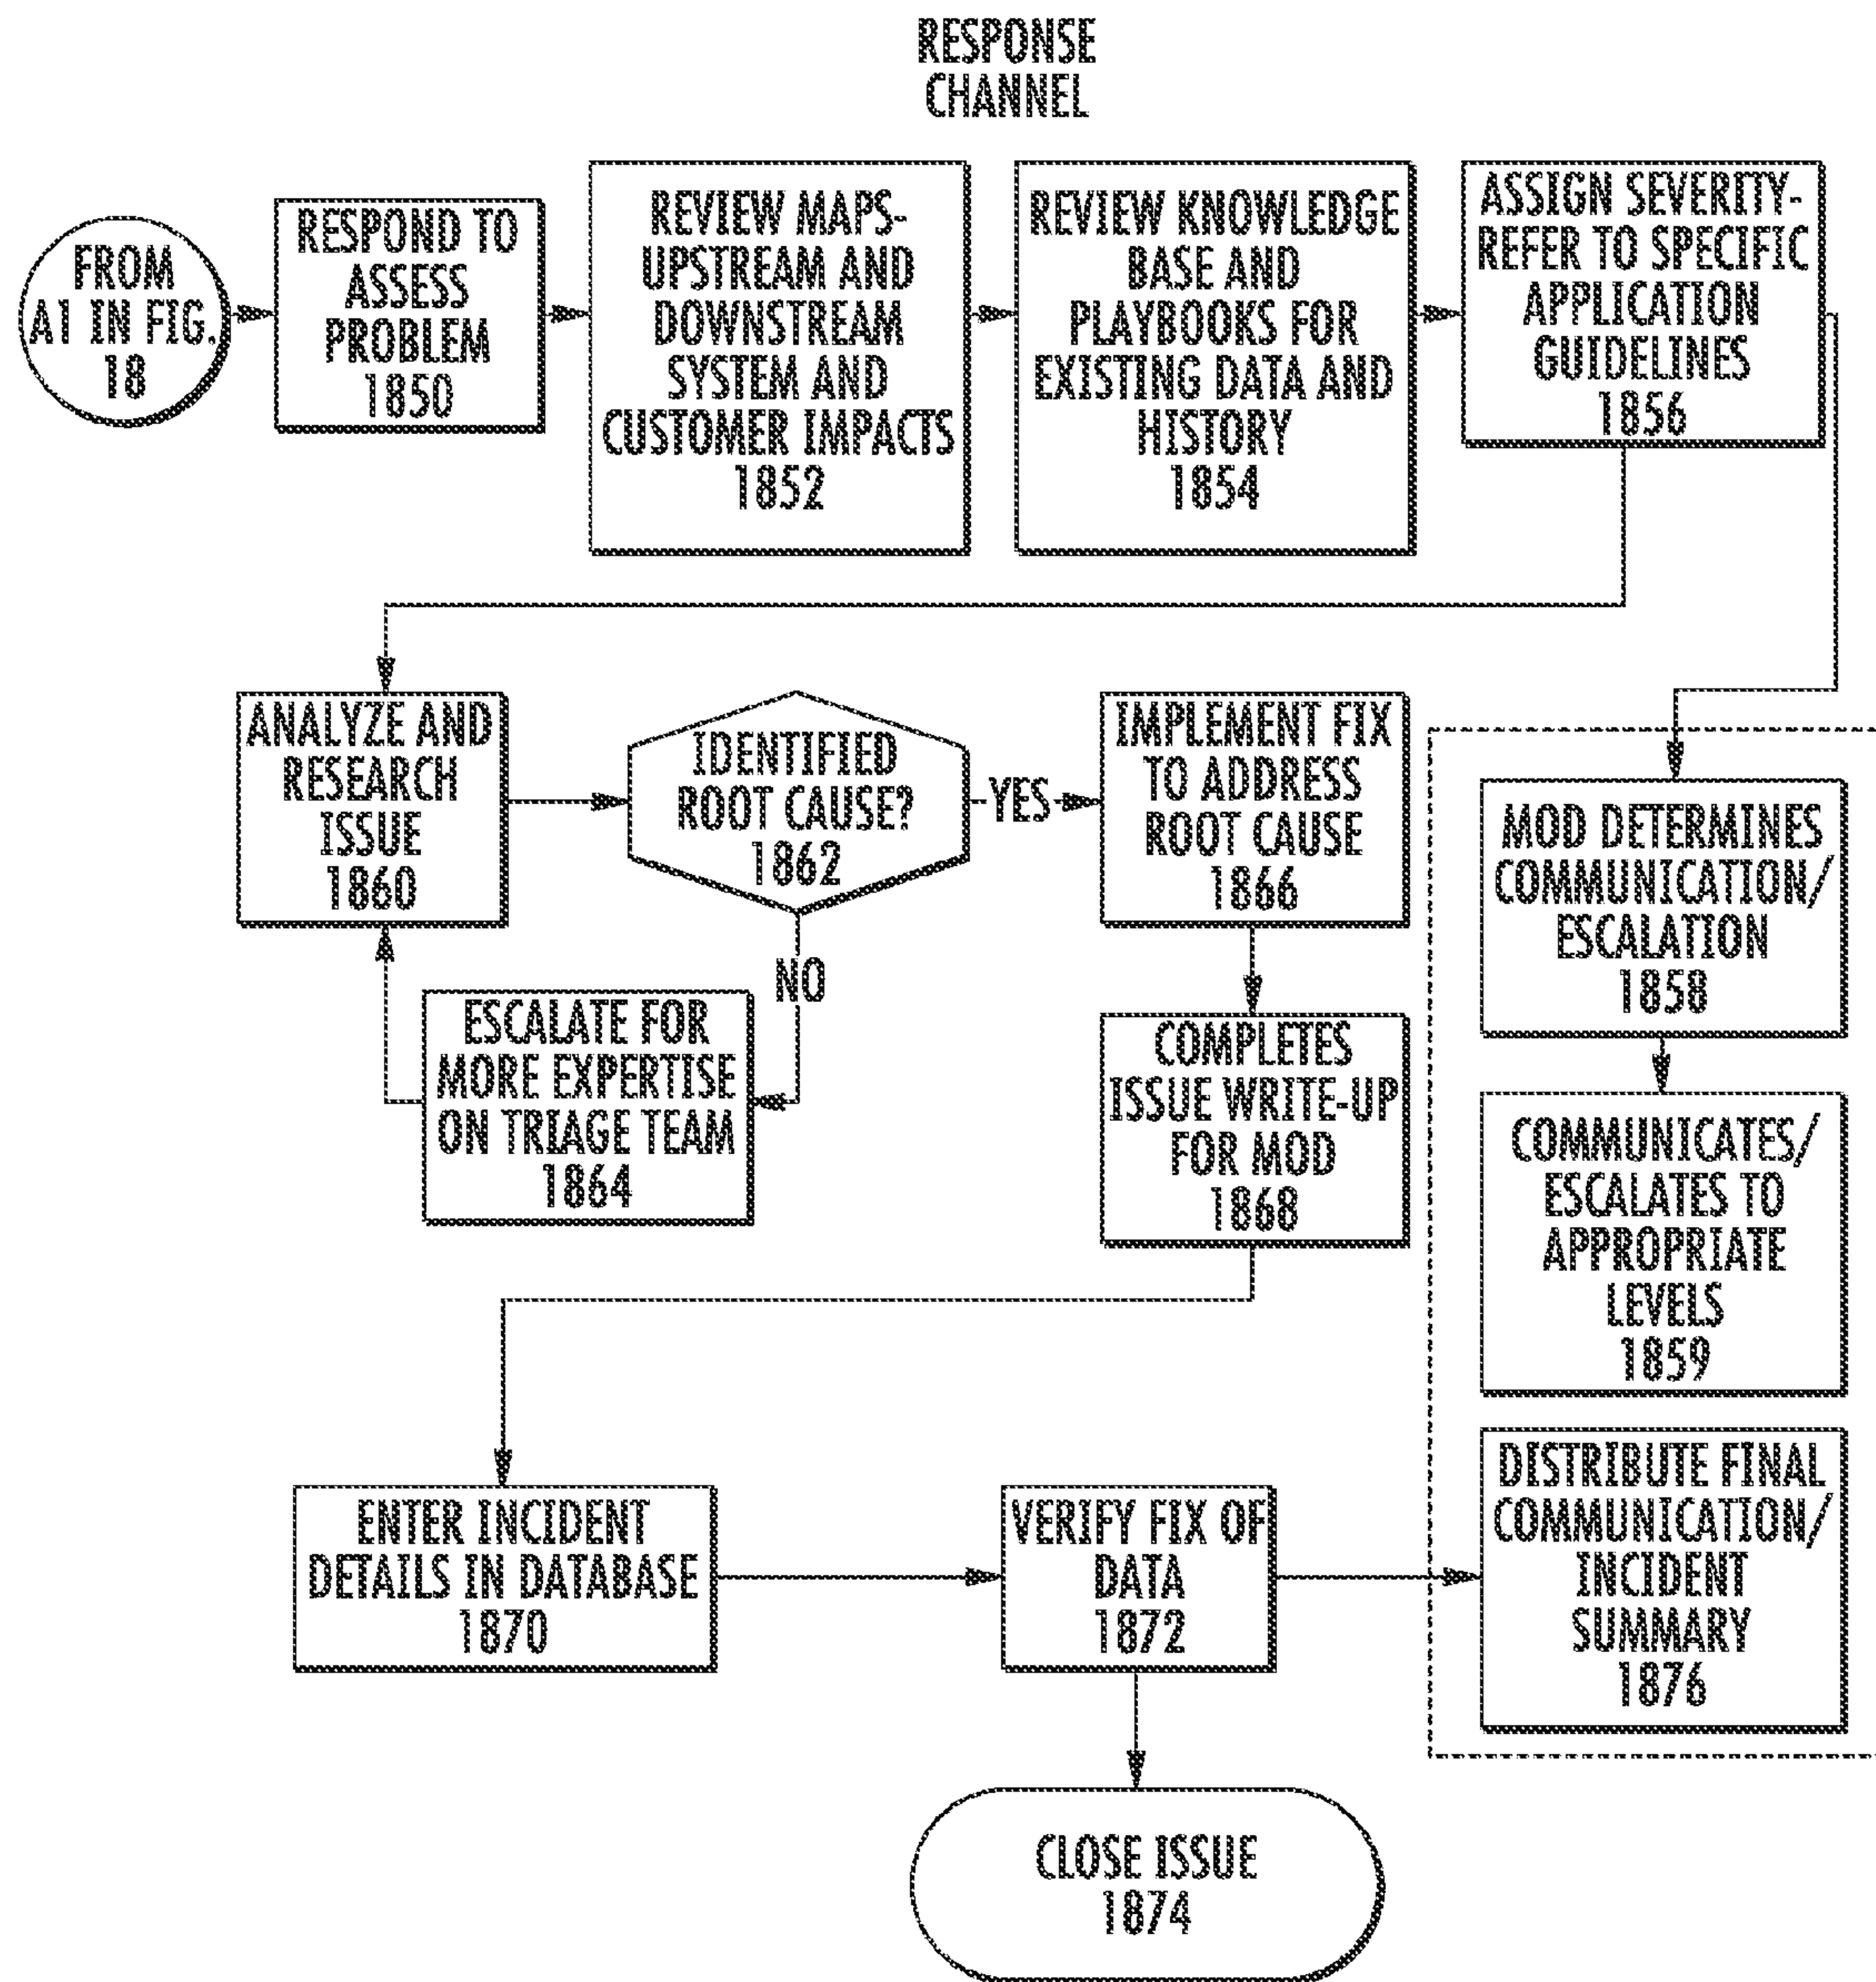 RESPONSE
CHANNEL
FROM
A1 IN FIG.
18
RESPOND TO
ASSESS
PROBLEM
1850
REVIEW MAPS-
UPSTREAM AND
DOWNSTREAM
SYSTEM AND
CUSTOMER IMPACTS
1852
REVIEW KNOWLEDGE
BASE AND
PLAYBOOKS FOR
EXISTING DATA AND
HISTORY
1854
ASSIGN SEVERITY-
REFER TO SPECIFIC
APPLICATION
GUIDELINES
1856
ANALYZE AND
RESEARCH
ISSUE
1860
IDENTIFIED
ROOT CAUSE?
1862
YES
NO
IMPLEMENT FIX
TO ADDRESS
ROOT CAUSE
1866
MOD DETERMINES
COMMUNICATION/
ESCALATION
1858
ESCALATE FOR
MORE EXPERTISE
ON TRIAGE TEAM
1864
COMPLETES
ISSUE WRITE-UP
FOR MOD
1868
COMMUNICATES/
ESCALATES TO
APPROPRIATE
LEVELS
1859
ENTER INCIDENT
DETAILS IN DATABASE
1870
VERIFY FIX OF
DATA
1872
DISTRIBUTE FINAL
COMMUNICATION/
INCIDENT
SUMMARY
1876
CLOSE ISSUE
1874